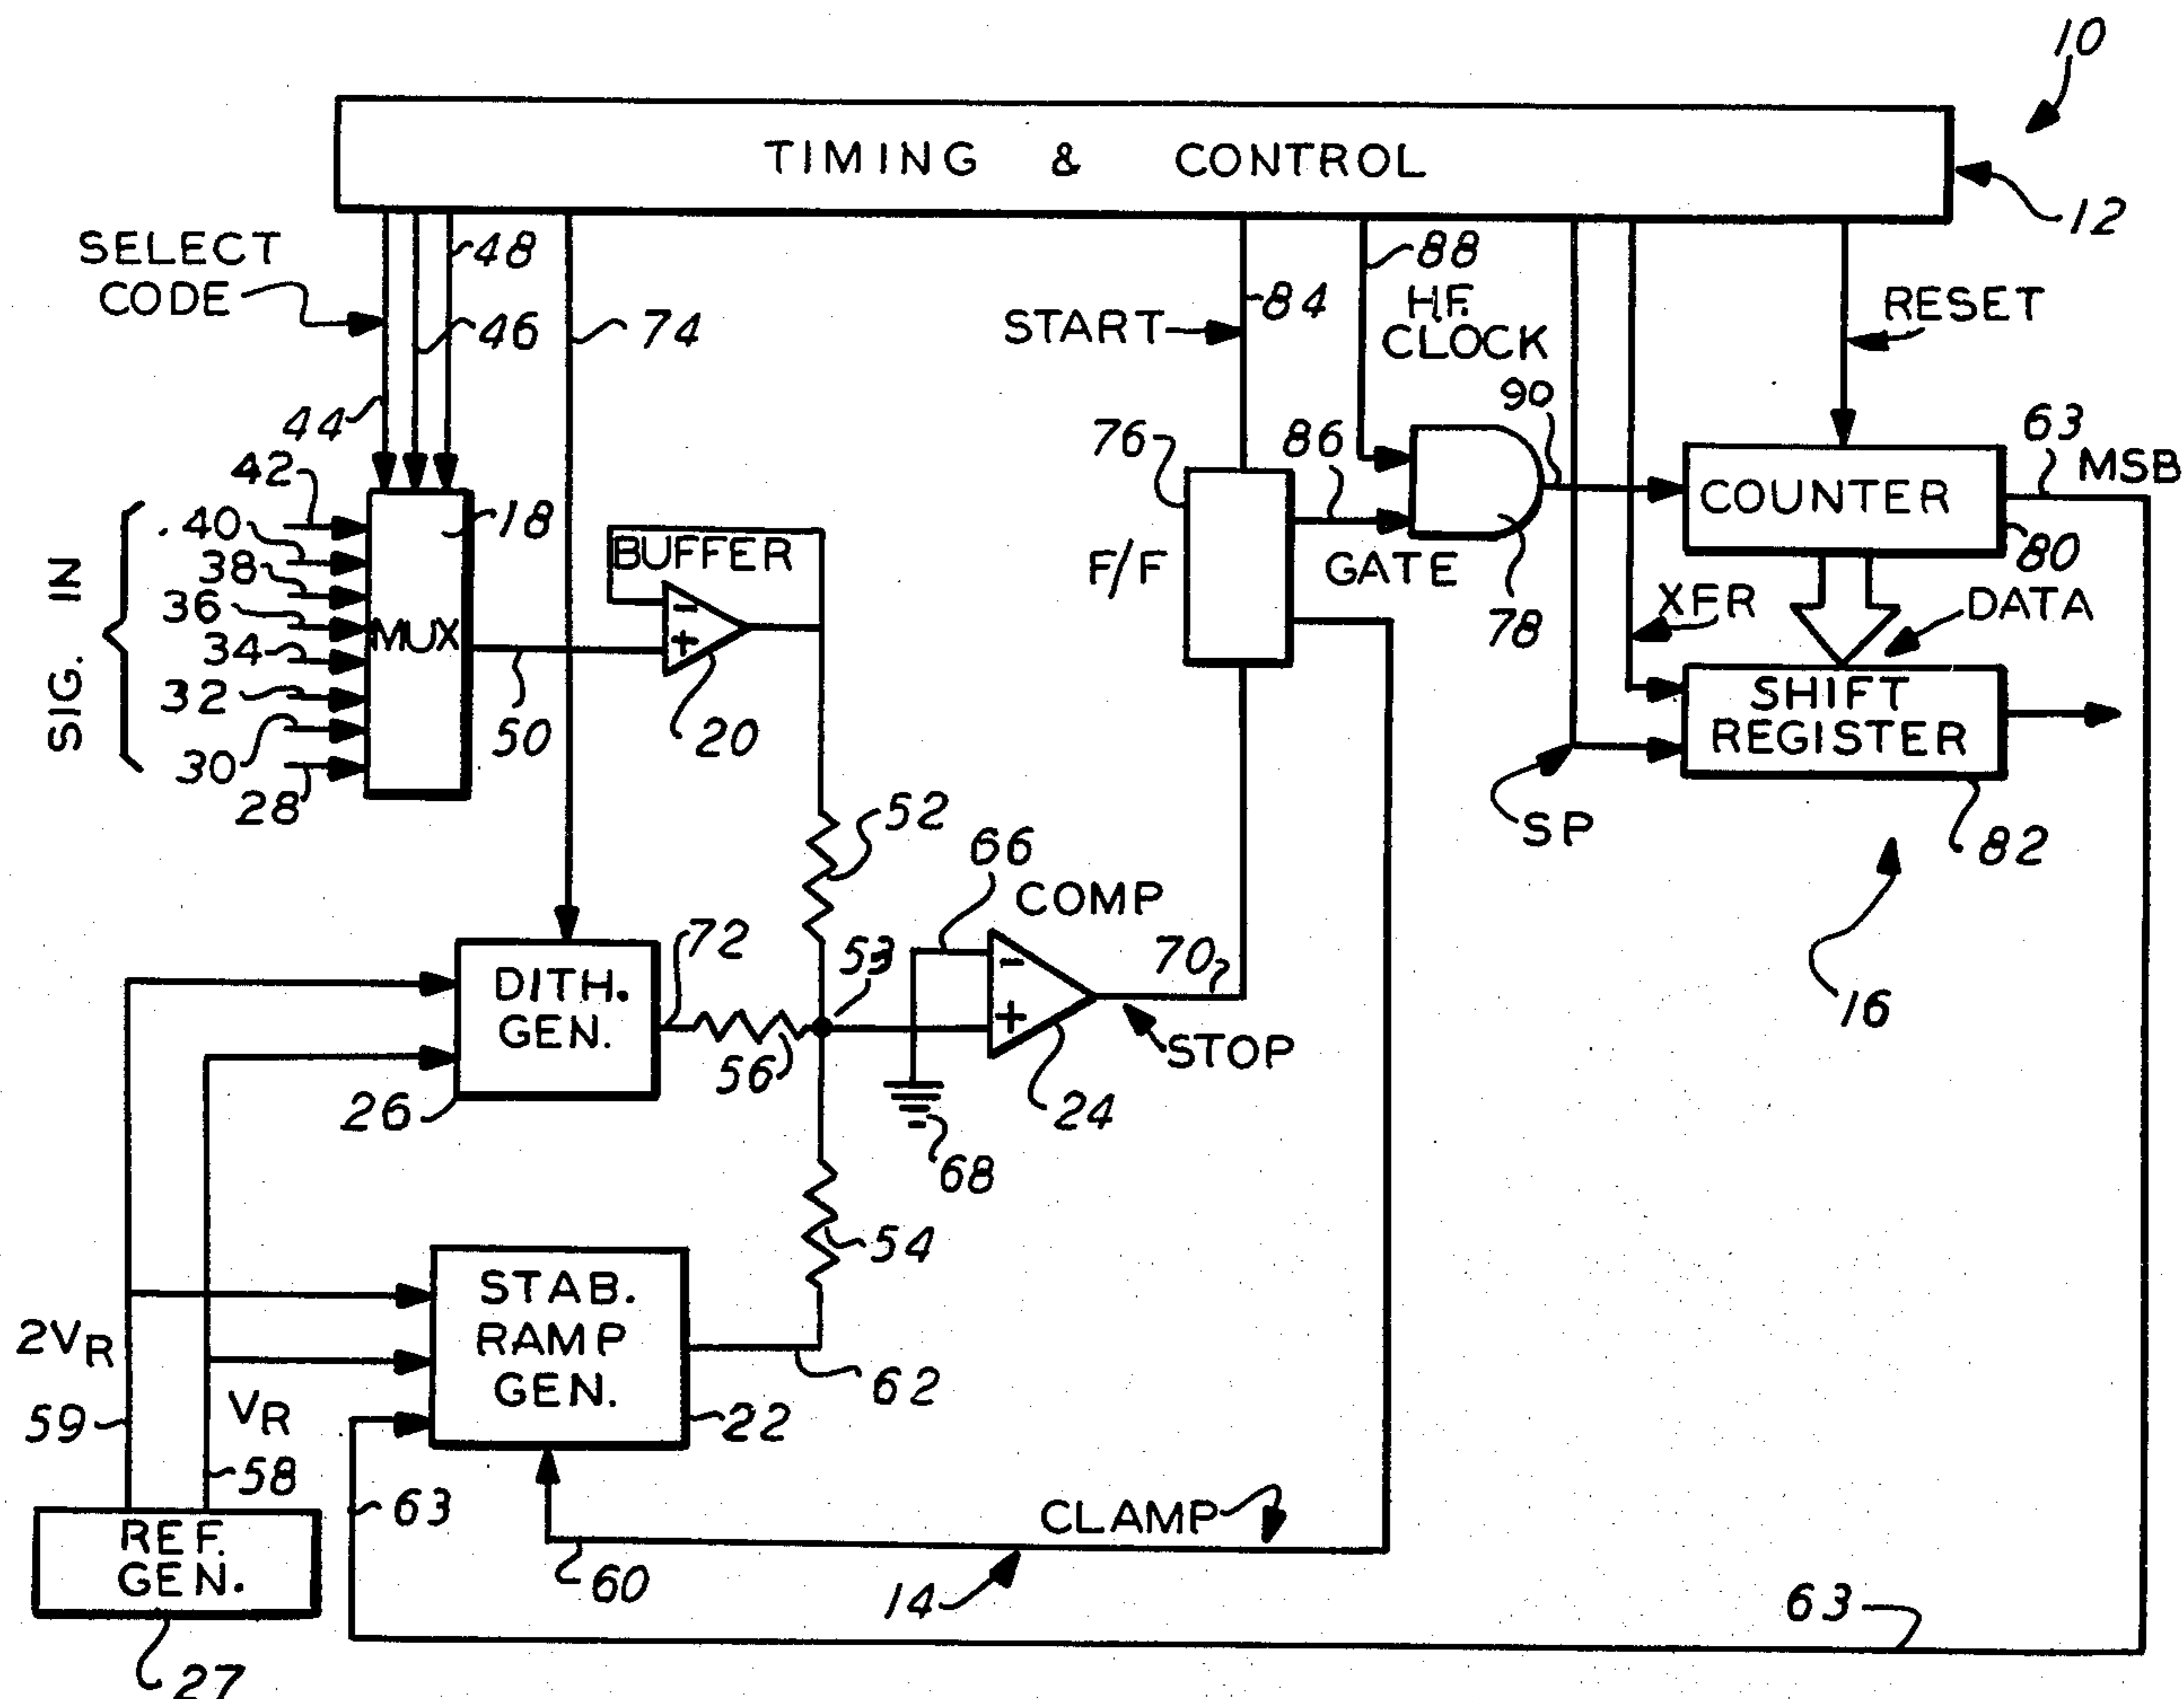 10
TIMING & CONTROL
12
SELECT
CODE
48
46
74
44
START
84
88
H.F.
CLOCK
90
RESET
63
MSB
42
40
38
36
34
32
30
28
SIG. IN
18
MUX
50
BUFFER
-
+
20
76
F/F
86
GATE
78
COUNTER
80
XFR
DATA
SHIFT
REGISTER
SP
82
16
52
66
COMP
72
53
70
-
+
STOP
24
DITH.
GEN.
56
26
68
54
STAB.
RAMP
GEN.
62
22
2VR
VR
59
58
63
REF.
GEN.
27
CLAMP
60
14
63